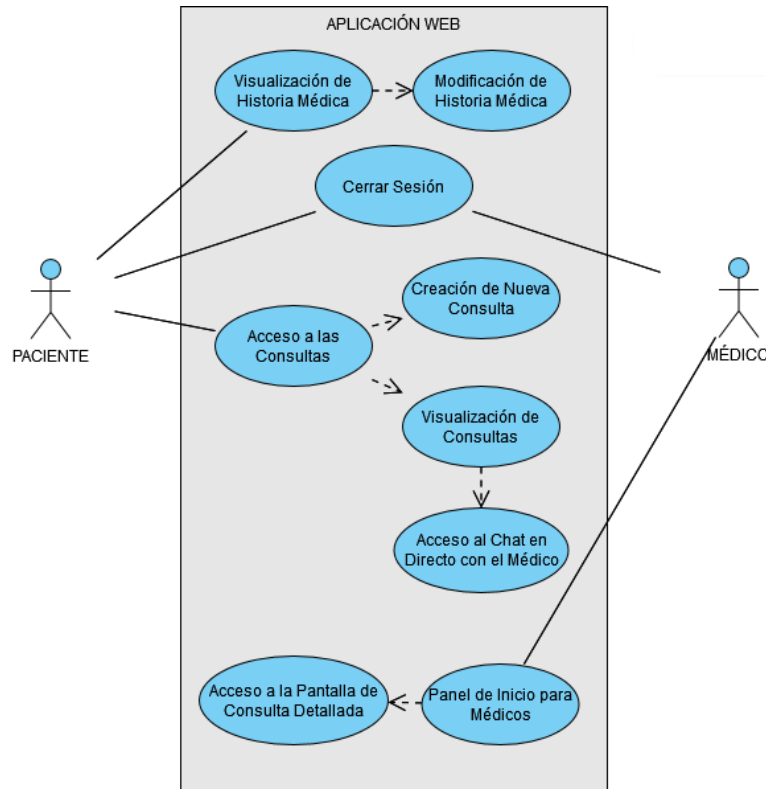 APLICACIÓN WEB
Visualización de
Historia Médica
Modificación de
Historia Médica
Cerrar Sesión
Creación de Nueva
Consulta
Acceso a las
Consultas
PACIENTE
MÉDICO
Visualización de
Consultas
Acceso al Chat en
Directo con el Médico
Acceso a la Pantalla de
Consulta Detallada
Panel de Inicio para
Médicos